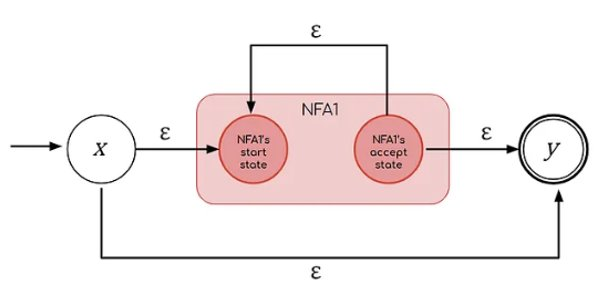 ε
NFA1
x
ε
NFA1's
start
state
NFA1's
accept
state
ε
y
ε